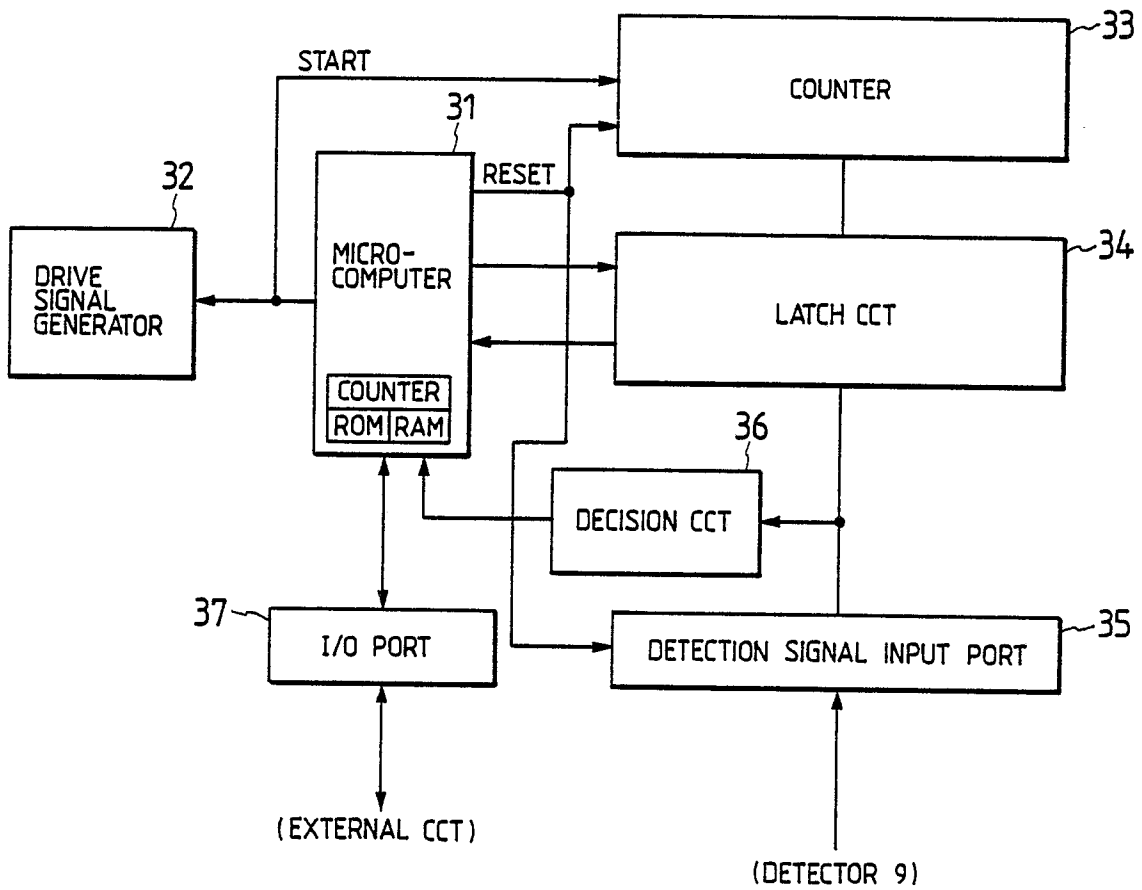 33
START
COUNTER
31
RESET
32
34
MICRO-
COMPUTER
DRIVE
SIGNAL
GENERATOR
LATCH CCT
COUNTER
ROM RAM
36
DECISION CCT
37
I/O PORT
35
DETECTION SIGNAL INPUT PORT
(EXTERNAL CCT)
(DETECTOR 9)